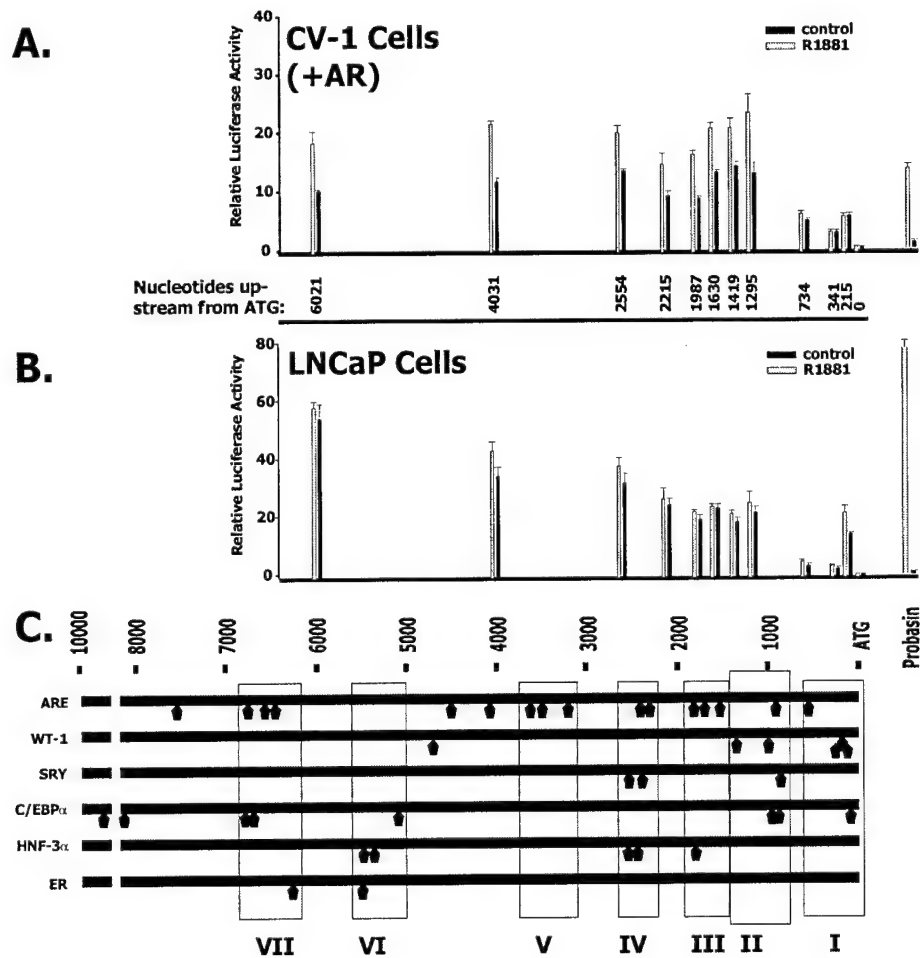 A.
CV-1 Cells
(+AR)
control
R1881
Relative Luciferase Activity
40
30
20
10
0
Nucleotides up-
stream from ATG:
6021
4031
2554
2215
1987
1630
1419
1295
734
341
215
0
B.
LNCaP Cells
control
R1881
Relative Luciferase Activity
80
60
40
20
0
C.
10000
8000
7000
6000
5000
4000
3000
2000
1000
ATG
Probasin
ARE
WT-1
SRY
C/EBPα
HNF-3α
ER
VII
VI
V
IV
III
II
I